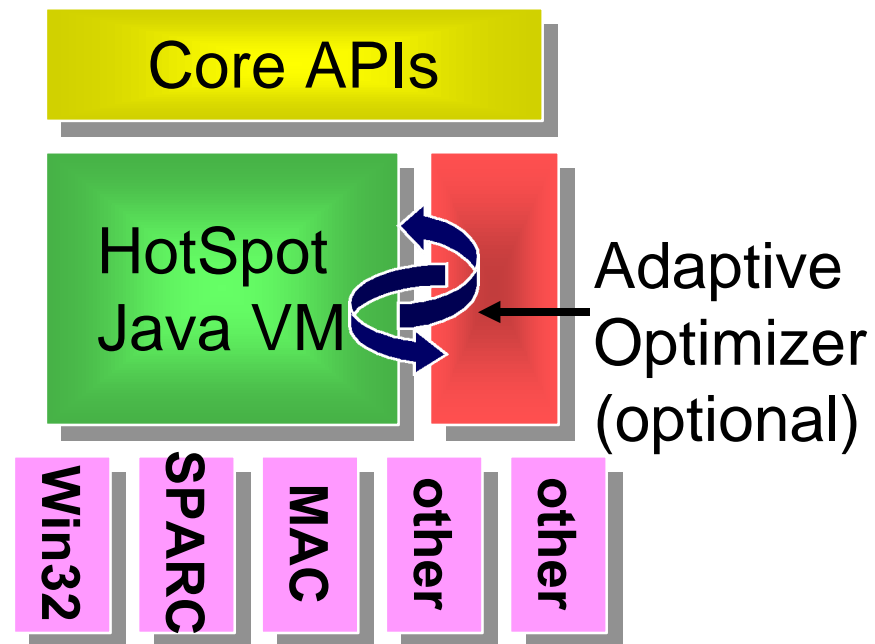 Core APIs
HotSpot
Java VM
Adaptive
Optimizer
(optional)
Win32
SPARC
MAC
other
other